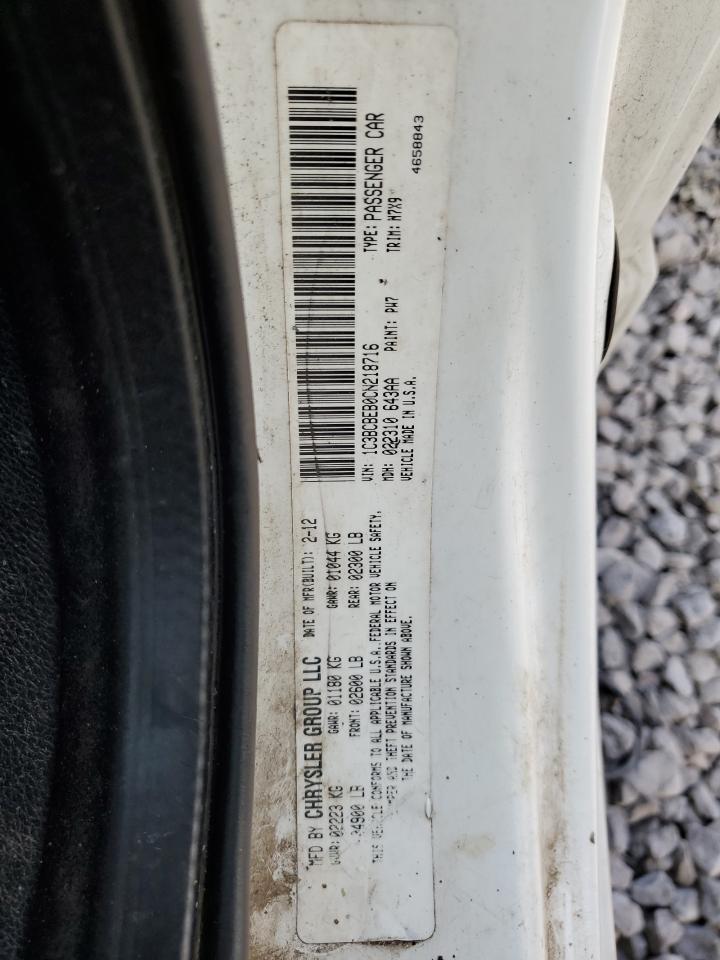 MFD BY CHRYSLER GROUP LLC DATE OF MFR(BUILT): 2-12
GVWR: 02223 KG GAWR: 01180 KG GAWR: 01044 KG
04900 LB FRONT: 02600 LB REAR: 02300 LB
THIS VEHICLE CONFORMS TO ALL APPLICABLE U.S.A. FEDERAL MOTOR VEHICLE SAFETY,
BUMPER AND THEFT PREVENTION STANDARDS IN EFFECT ON
THE DATE OF MANUFACTURE SHOWN ABOVE.
VIN: 1C3BCBEB0CN218716 TYPE: PASSENGER CAR
MDH: 022310 643AA PAINT: PW7 TRIM: H7X9
VEHICLE MADE IN U.S.A. 4658843